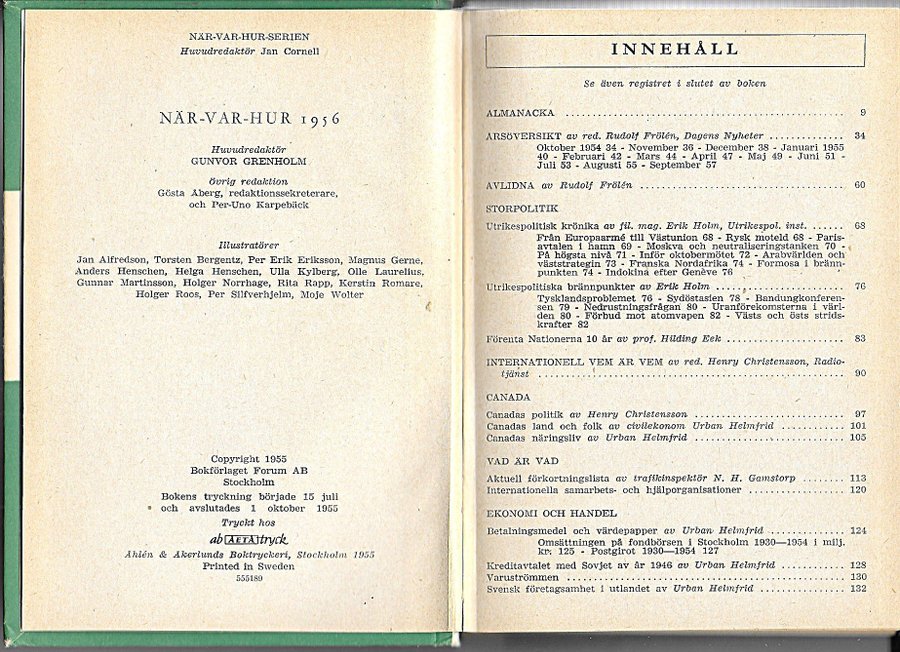 NÄR-VAR-HUR-SERIEN
Huvudredaktör Jan Cornell
NÄR-VAR-HUR 1956
Huvudredaktör
GUNVOR GRENHOLM
Övrig redaktion
Gösta Åberg, redaktionssekreterare,
och Per-Uno Karpebäck
Illustratörer
Jan Alfredson, Torsten Bergentz, Per Erik Eriksson, Magnus Gerne,
Anders Henschen, Helga Henschen, Ulla Kylberg, Olle Laurelius,
Gunnar Martinsson, Holger Norrhage, Rita Rapp, Kerstin Romare,
Holger Roos, Per Silfverhjelm, Moje Wolter
Copyright 1955
Bokförlaget Forum AB
Stockholm
Bokens tryckning började 15 juli
och avslutades 1 oktober 1955
Tryckt hos
ab ÅETÅtryck
Åhlén & Åkerlunds Boktryckeri, Stockholm 1955
Printed in Sweden
555189
INNEHÅLL
Se även registret i slutet av boken
ALMANACKA .......... 9
ÅRSÖVERSIKT av red. Rudolf Frölén, Dagens Nyheter .......... 34
Oktober 1954 34 - November 36 - December 38 - Januari 1955
40 - Februari 42 - Mars 44 - April 47 - Maj 49 - Juni 51 -
Juli 53 - Augusti 55 - September 57
AVLIDNA av Rudolf Frölén .......... 60
STORPOLITIK
Utrikespolitisk krönika av fil. mag. Erik Holm, Utrikespol. inst. ...... 68
Från Europaarmé till Västunion 68 - Rysk moteld 68 - Paris-
avtalen i hamn 69 - Moskva och neutraliseringstanken 70 -
På högsta nivå 71 - Inför oktobermötet 72 - Arabvärlden och
väststrategin 73 - Franska Nordafrika 74 - Formosa i bränn-
punkten 74 - Indokina efter Genève 76
Utrikespolitiska brännpunkter av Erik Holm .......... 76
Tysklandsproblemet 76 - Sydöstasien 78 - Bandungkonferen-
sen 79 - Nedrustningsfrågan 80 - Uranförekomsterna i värl-
den 80 - Förbud mot atomvapen 82 - Västs och östs strids-
krafter 82
Förenta Nationerna 10 år av prof. Hilding Eek .......... 83
INTERNATIONELL VEM ÄR VEM av red. Henry Christensson, Radio-
tjänst .......... 90
CANADA
Canadas politik av Henry Christensson .......... 97
Canadas land och folk av civilekonom Urban Helmfrid .......... 101
Canadas näringsliv av Urban Helmfrid .......... 105
VAD ÄR VAD
Aktuell förkortningslista av trafikinspektör N. H. Gamstorp ....... 113
Internationella samarbets- och hjälporganisationer .......... 120
EKONOMI OCH HANDEL
Betalningsmedel och värdepapper av Urban Helmfrid .......... 124
Omsättningen på fondbörsen i Stockholm 1930—1954 i milj.
kr: 125 - Postgirot 1930—1954 127
Kreditavtalet med Sovjet av år 1946 av Urban Helmfrid .......... 128
Varuströmmen .......... 130
Svensk företagsamhet i utlandet av Urban Helmfrid .......... 132